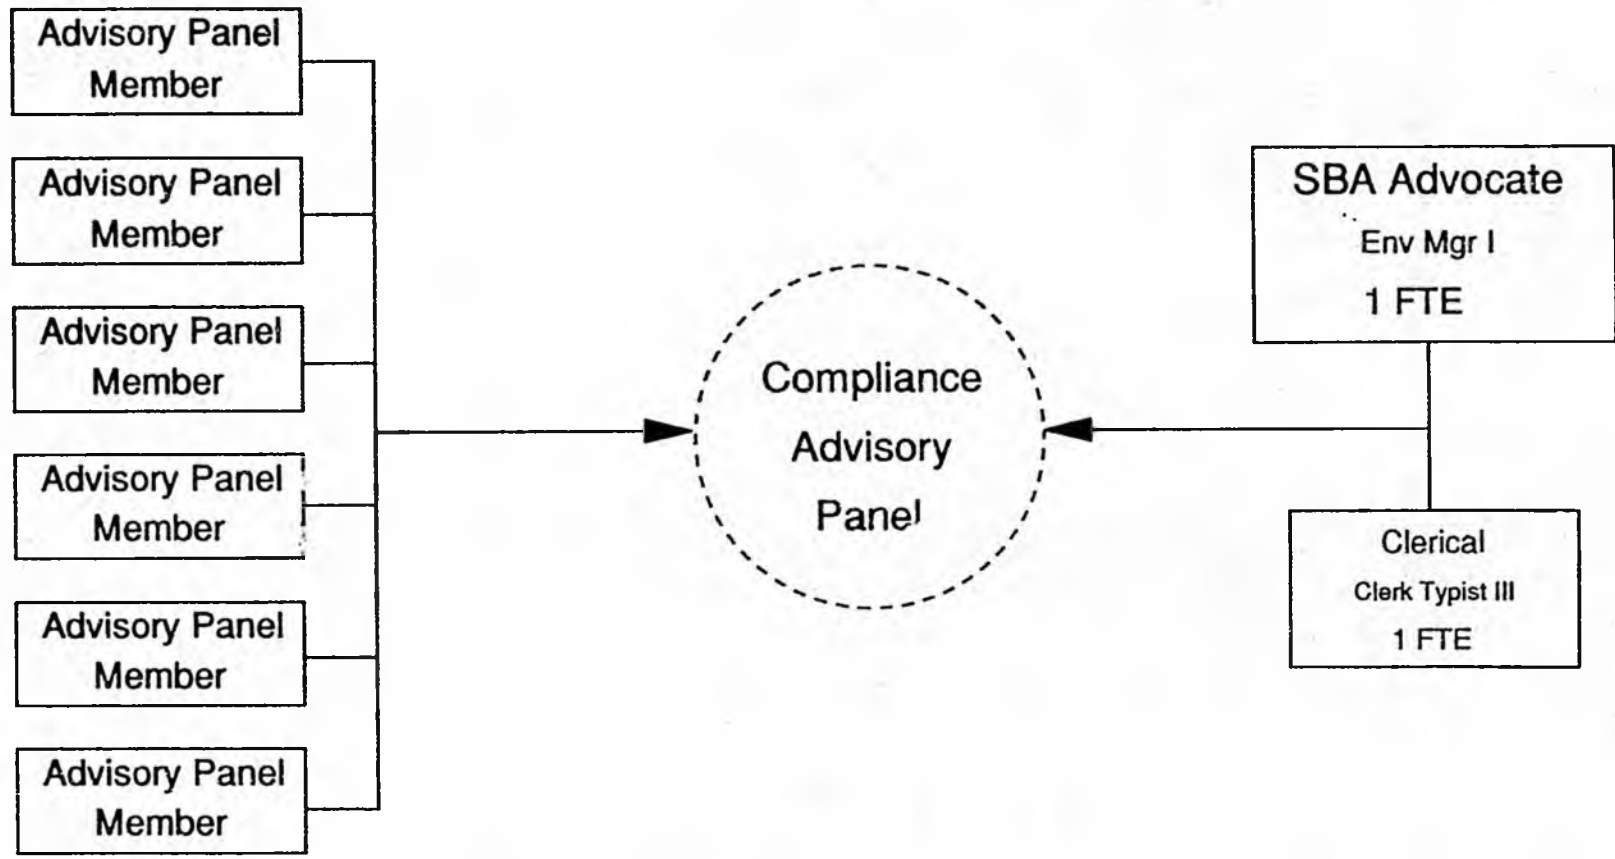 Advisory Panel
Member
Advisory Panel
Member
Advisory Panel
Member
Advisory Panel
Member
Advisory Panel
Member
Advisory Panel
Member
Compliance
Advisory
Panel
SBA Advocate
Env Mgr I
1 FTE
Clerical
Clerk Typist III
1 FTE